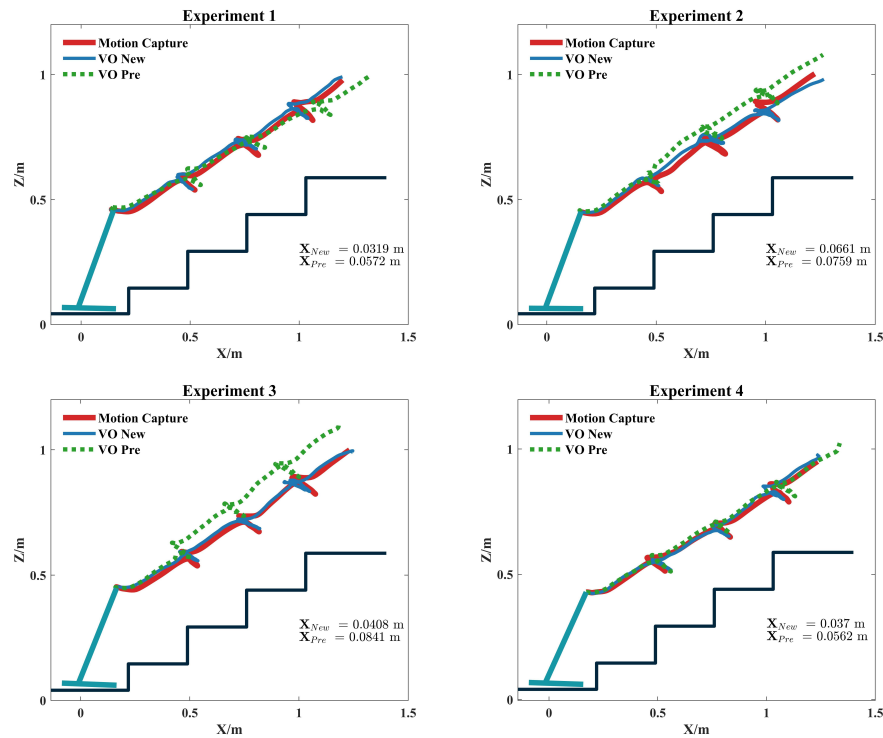 Experiment 1
Motion Capture
VO New
VO Pre
1
0.5
0
Z/m
X_New = 0.0319 m
X_Pre = 0.0572 m
0 0.5 1 1.5
X/m
Experiment 2
Motion Capture
VO New
VO Pre
1
0.5
0
Z/m
X_New = 0.0661 m
X_Pre = 0.0759 m
0 0.5 1 1.5
X/m
Experiment 3
Motion Capture
VO New
VO Pre
1
0.5
0
Z/m
X_New = 0.0408 m
X_Pre = 0.0841 m
0 0.5 1 1.5
X/m
Experiment 4
Motion Capture
VO New
VO Pre
1
0.5
0
Z/m
X_New = 0.037 m
X_Pre = 0.0562 m
0 0.5 1 1.5
X/m